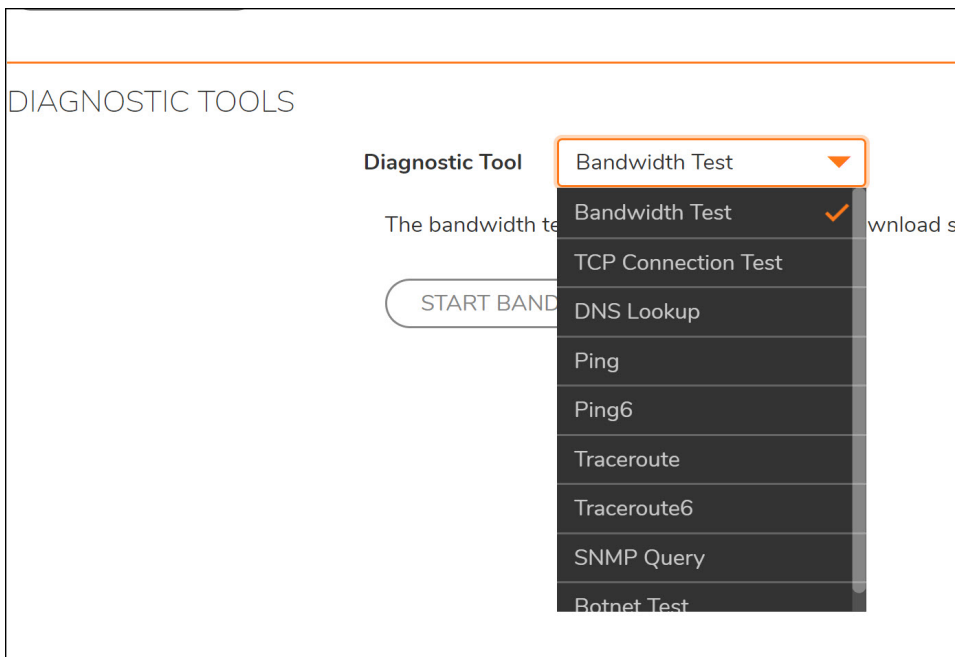 DIAGNOSTIC TOOLS
Diagnostic Tool
Bandwidth Test
The bandwidth te
wnload s
START BAND
Bandwidth Test
TCP Connection Test
DNS Lookup
Ping
Ping6
Traceroute
Traceroute6
SNMP Query
Botnet Test